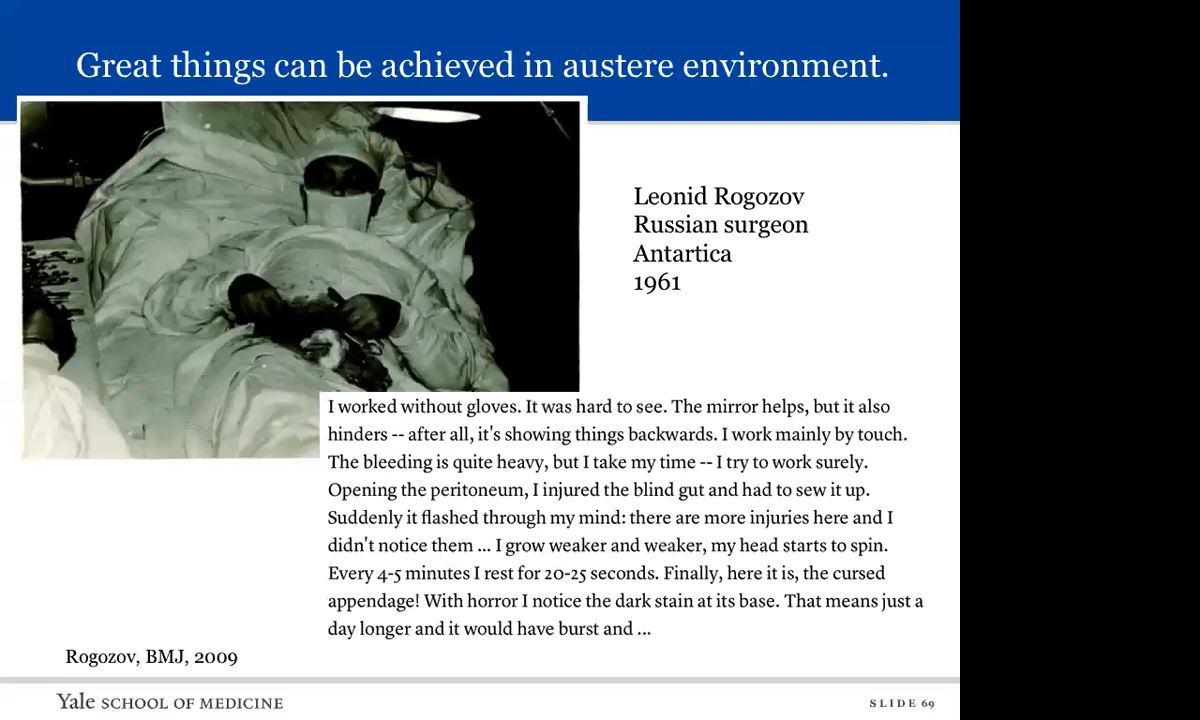 Great things can be achieved in austere environment.
Leonid Rogozov
Russian surgeon
Antartica
1961
I worked without gloves. It was hard to see. The mirror helps, but it also
hinders -- after all, it's showing things backwards. I work mainly by touch.
The bleeding is quite heavy, but I take my time -- I try to work surely.
Opening the peritoneum, I injured the blind gut and had to sew it up.
Suddenly it flashed through my mind: there are more injuries here and I
didn't notice them ... I grow weaker and weaker, my head starts to spin.
Every 4-5 minutes I rest for 20-25 seconds. Finally, here it is, the cursed
appendage! With horror I notice the dark stain at its base. That means just a
day longer and it would have burst and ...
Rogozov, BMJ, 2009
Yale SCHOOL OF MEDICINE
SLIDE 69